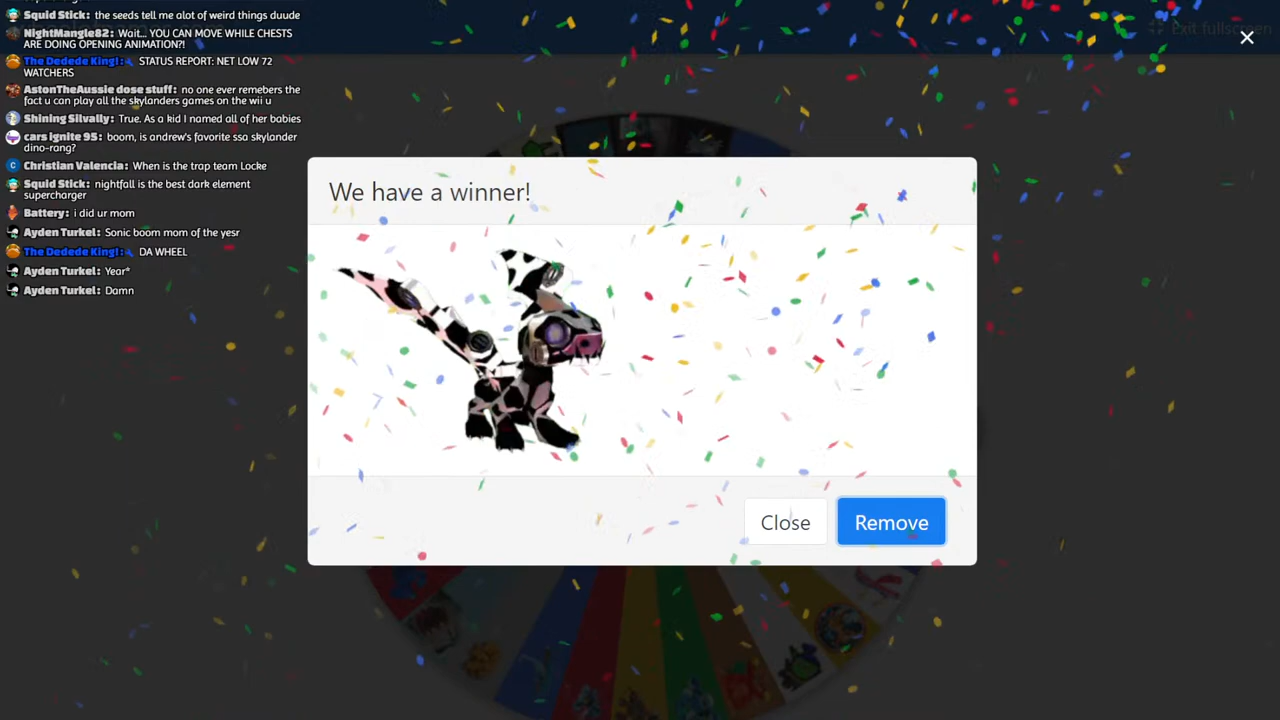 Squid Stick: the seeds tell me alot of weird things duude
NightMangle82: Wait... YOU CAN MOVE WHILE CHESTS
ARE DOING OPENING ANIMATION?!
The Dedede King!: STATUS REPORT: NET LOW 72
WATCHERS
AstonTheAussie dose stuff: no one ever remebers the
fact u can play all the skylanders games on the wii u
Shining Silvally: True. As a kid I named all of her babies
cars ignite 95: boom, is andrew's favorite ssa skylander
dino-rang?
Christian Valencia: When is the trap team Locke
Squid Stick: nightfall is the best dark element
supercharger
Battery: i did ur mom
Ayden Turkel: Sonic boom mom of the yesr
The Dedede King!: DA WHEEL
Ayden Turkel: Year*
Ayden Turkel: Damn
Exit fullscreen
We have a winner!
Close
Remove